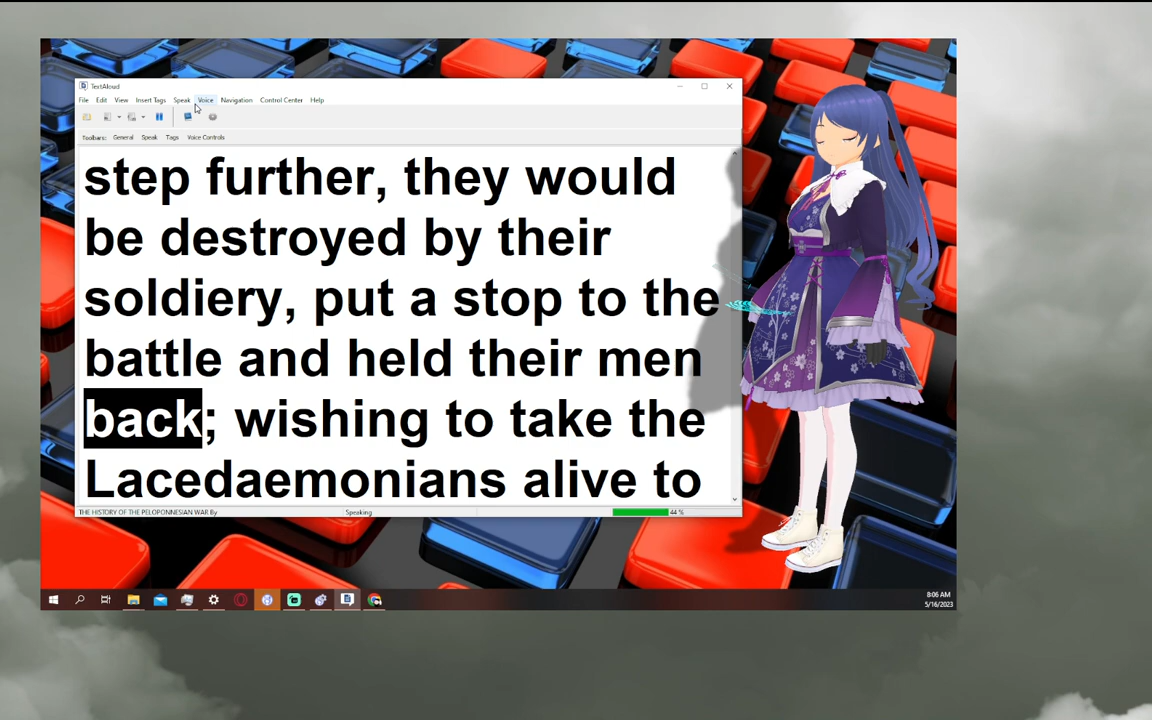 TextAloud
File Edit View Insert Tags Speak Voice Navigation Control Center Help
Toolbars: General Speak Tags Voice Controls
step further, they would
be destroyed by their
soldiery, put a stop to the
battle and held their men
back; wishing to take the
Lacedaemonians alive to
THE HISTORY OF THE PELOPONNESIAN WAR By Speaking 44 %
8:06 AM
5/16/2023